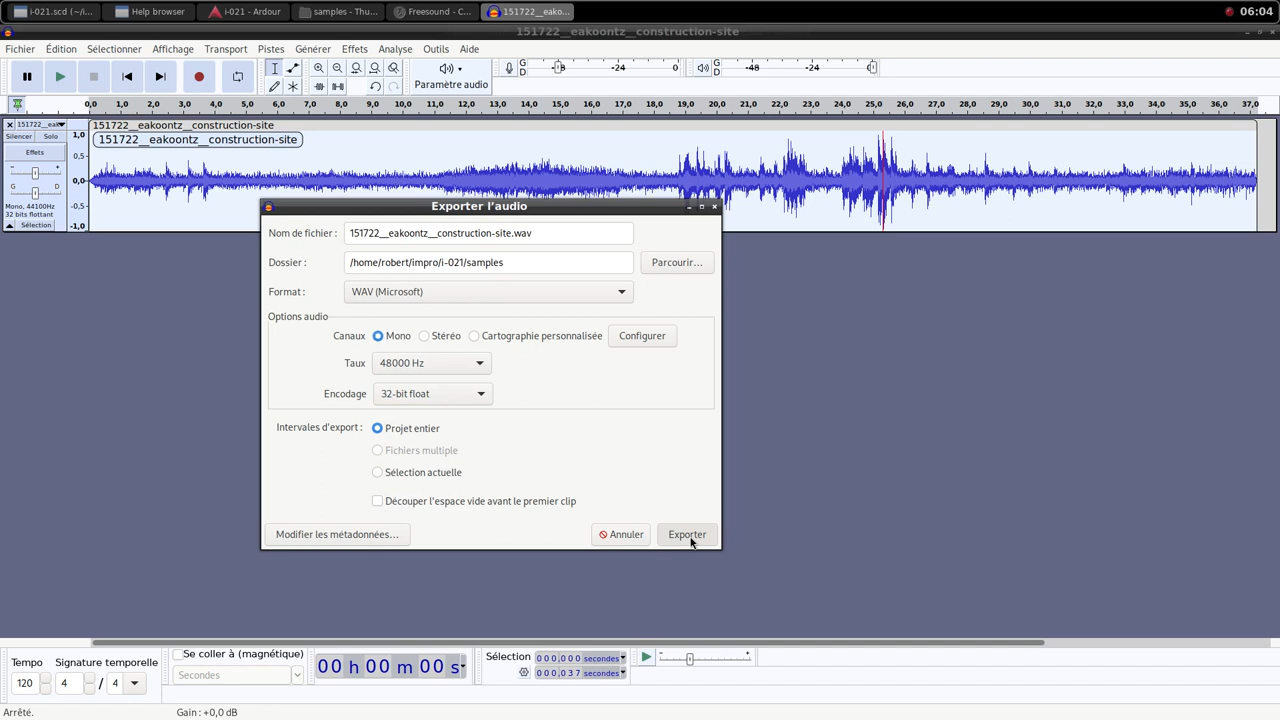 i-021.scd (~/i...
Help browser
i-021 - Ardour
samples - Thu...
Freesound - C...
151722__eako...
06:04
151722__eakoontz__construction-site
Fichier Édition Sélectionner Affichage Transport Pistes Générer Effets Analyse Outils Aide
Paramètre audio
G
D
-24 0
G
D
-48 -24
0,0 1,0 2,0 3,0 4,0 5,0 6,0 7,0 8,0 9,0 10,0 11,0 12,0 13,0 14,0 15,0 16,0 17,0 18,0 19,0 20,0 21,0 22,0 23,0 24,0 25,0 26,0 27,0 28,0 29,0 30,0 31,0 32,0 33,0 34,0 35,0 36,0 37,0
151722_eak
151722__eakoontz__construction-site
Silencer Solo
151722__eakoontz__construction-site
Effets
G D
Mono, 44100Hz
32 bits flottant
Sélection
1,0
0,5
0,0
-0,5
-1,0
Exporter l’audio
Nom de fichier : 151722__eakoontz__construction-site.wav
Dossier : /home/robert/impro/i-021/samples Parcourir…
Format : WAV (Microsoft)
Options audio
Canaux Mono Stéréo Cartographie personnalisée Configurer
Taux 48000 Hz
Encodage 32-bit float
Intervales d'export : Projet entier
Fichiers multiple
Sélection actuelle
Découper l'espace vide avant le premier clip
Modifier les métadonnées… Annuler Exporter
Tempo
120
Signature temporelle
4 / 4
Se coller à (magnétique)
Secondes
00 h 00 m 00 s
Sélection
000,000 secondes
000,037 secondes
Arrêté. Gain : +0,0 dB